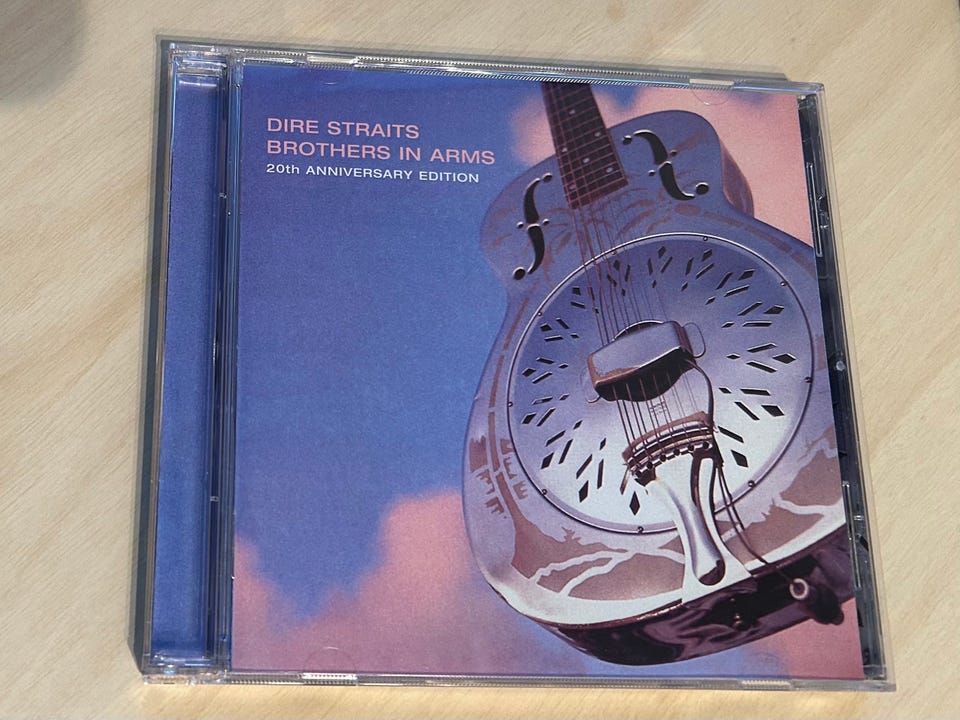 DIRE STRAITS
BROTHERS IN ARMS
20th ANNIVERSARY EDITION